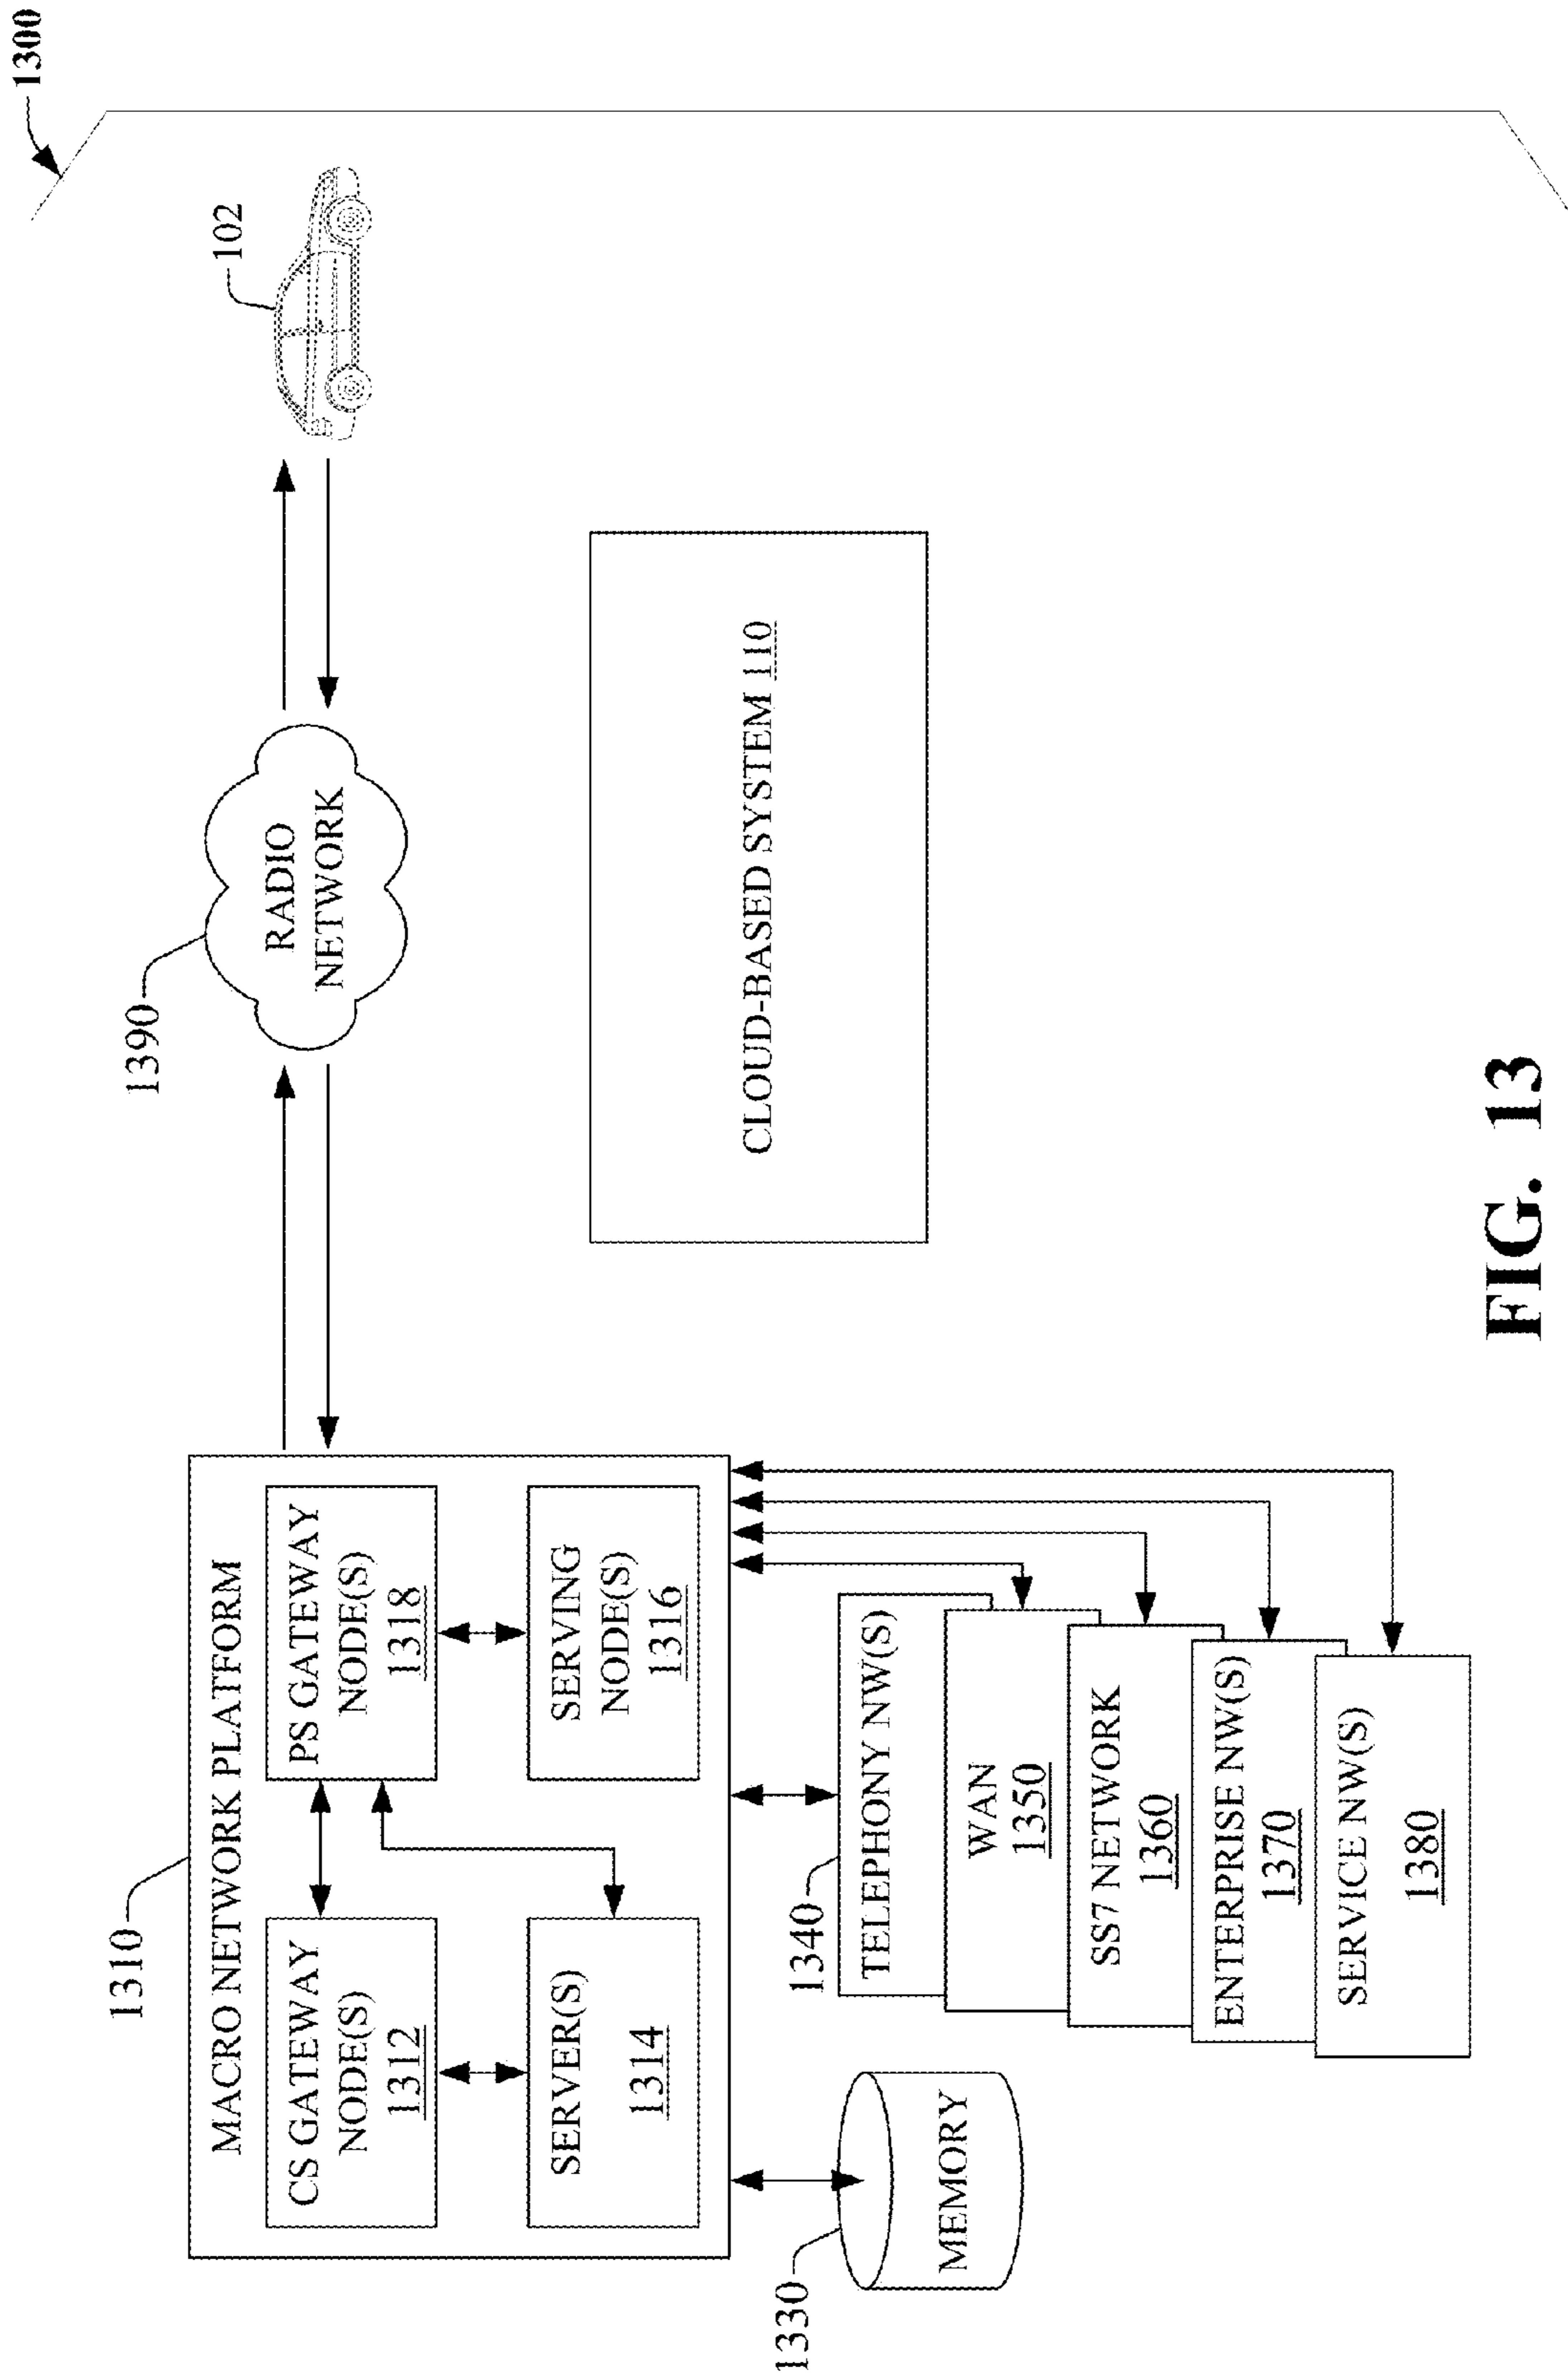 1300
102
1390
RADIO
NETWORK
CLOUD-BASED SYSTEM 110
1310
MACRO NETWORK PLATFORM
CS GATEWAY
NODE(S)
1312
PS GATEWAY
NODE(S)
1318
SERVER(S)
1314
SERVING
NODE(S)
1316
1330
MEMORY
1340
TELEPHONY NW(S)
WAN
1350
SS7 NETWORK
1360
ENTERPRISE NW(S)
1370
SERVICE NW(S)
1380
FIG. 13